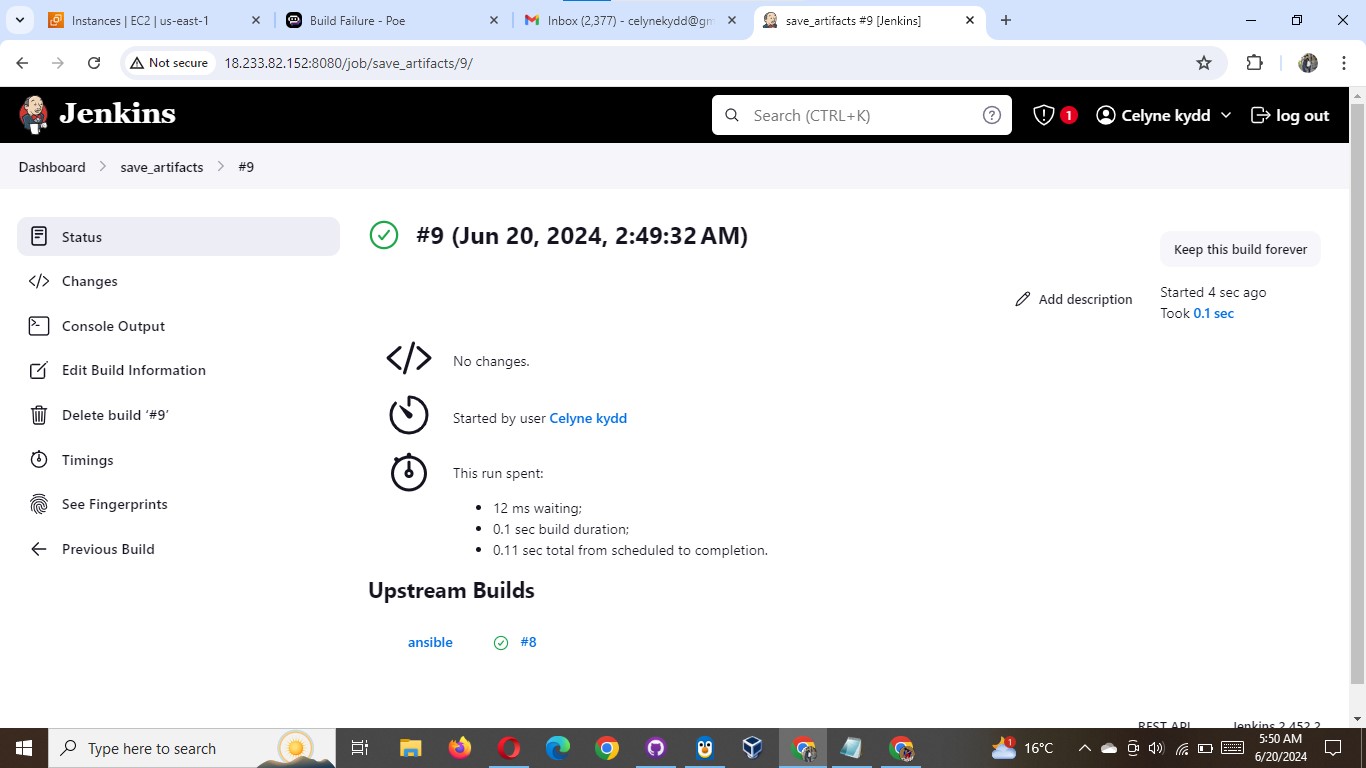 Instances | EC2 | us-east-1
Build Failure - Poe
Inbox (2,377) - celynekydd@gm
save_artifacts #9 [Jenkins]
Not secure
18.233.82.152:8080/job/save_artifacts/9/
Jenkins
Search (CTRL+K)
?
1
Celyne kydd
log out
Dashboard
save_artifacts
#9
Status
Changes
Console Output
Edit Build Information
Delete build ‘#9’
Timings
See Fingerprints
Previous Build
#9 (Jun 20, 2024, 2:49:32 AM)
Keep this build forever
Add description
Started 4 sec ago
Took 0.1 sec
No changes.
Started by user Celyne kydd
This run spent:
12 ms waiting;
0.1 sec build duration;
0.11 sec total from scheduled to completion.
Upstream Builds
ansible
#8
REST API
Jenkins 2.452.2
Type here to search
1
16°C
5:50 AM
6/20/2024